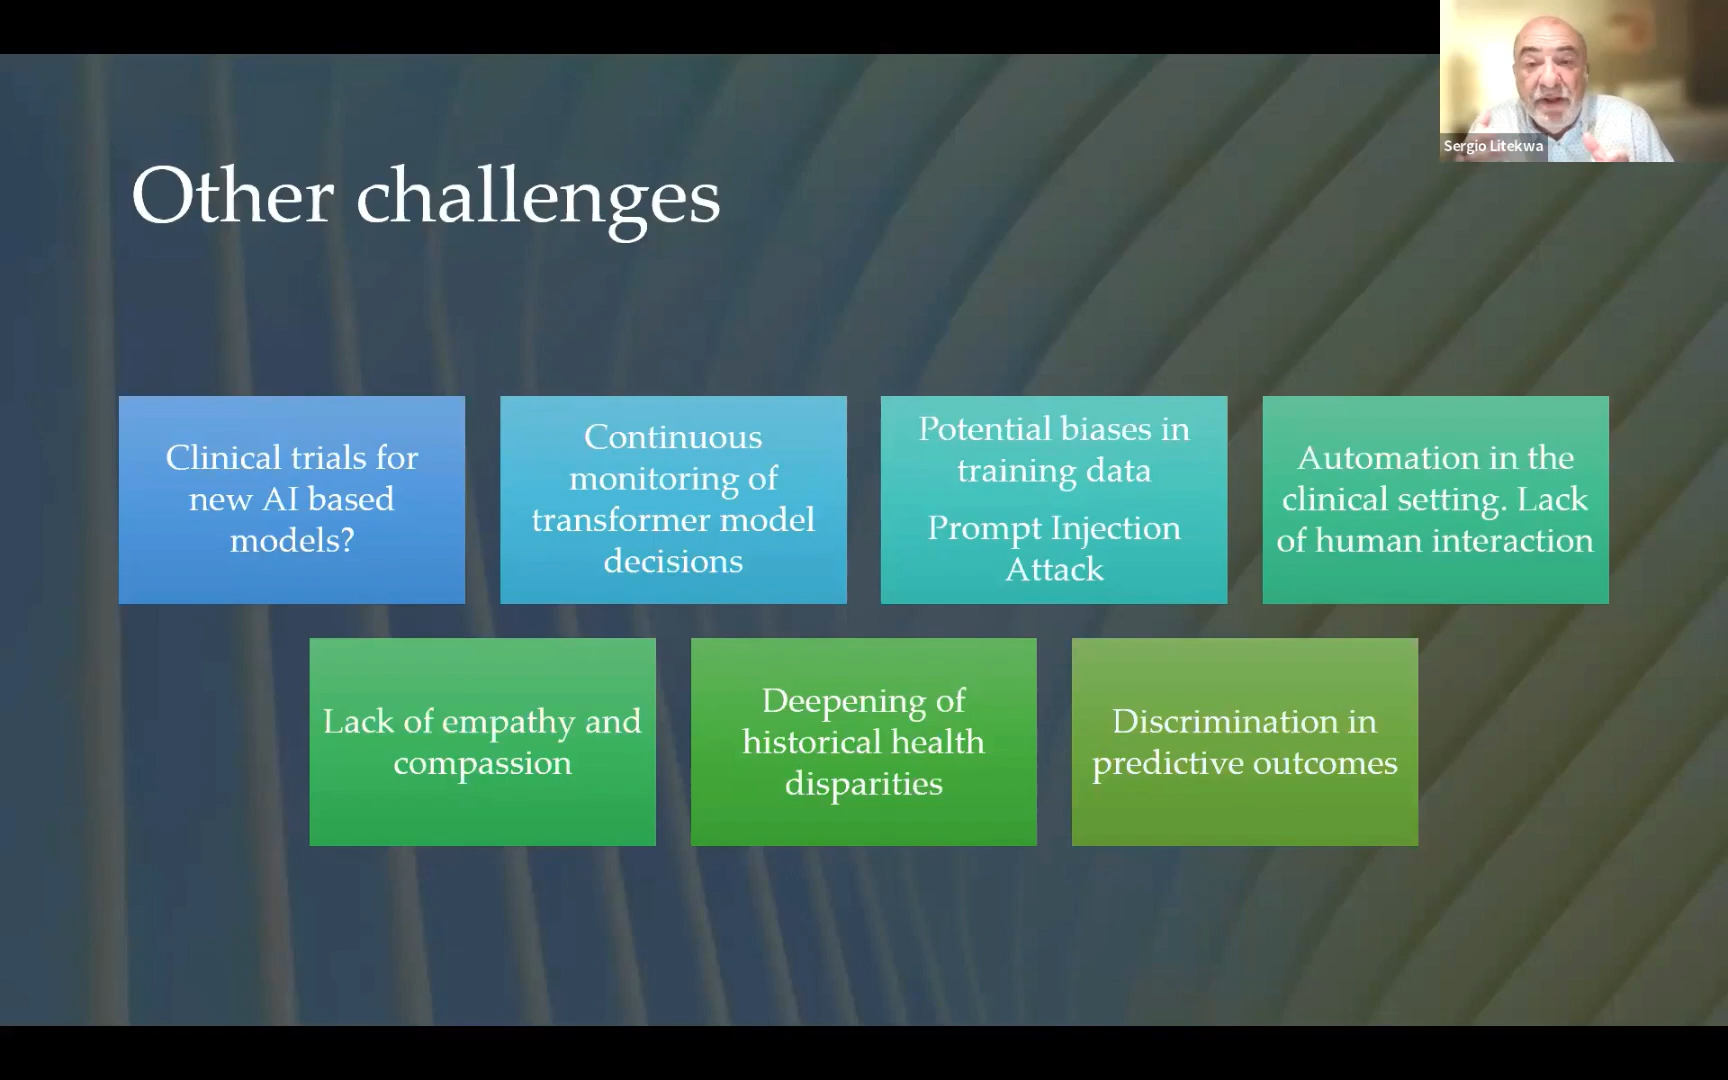 Sergio Litekwa
Other challenges
Clinical trials for
new AI based
models?
Continuous
monitoring of
transformer model
decisions
Potential biases in
training data
Prompt Injection
Attack
Automation in the
clinical setting. Lack
of human interaction
Lack of empathy and
compassion
Deepening of
historical health
disparities
Discrimination in
predictive outcomes